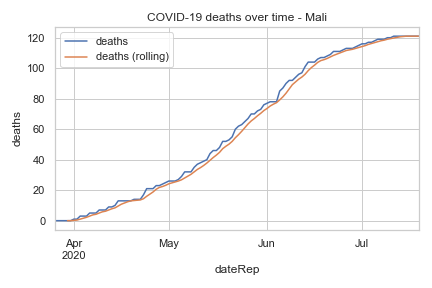 COVID-19 deaths over time - Mali
deaths
deaths (rolling)
120
100
80
60
40
20
0
deaths
Apr
2020
May
Jun
Jul
dateRep